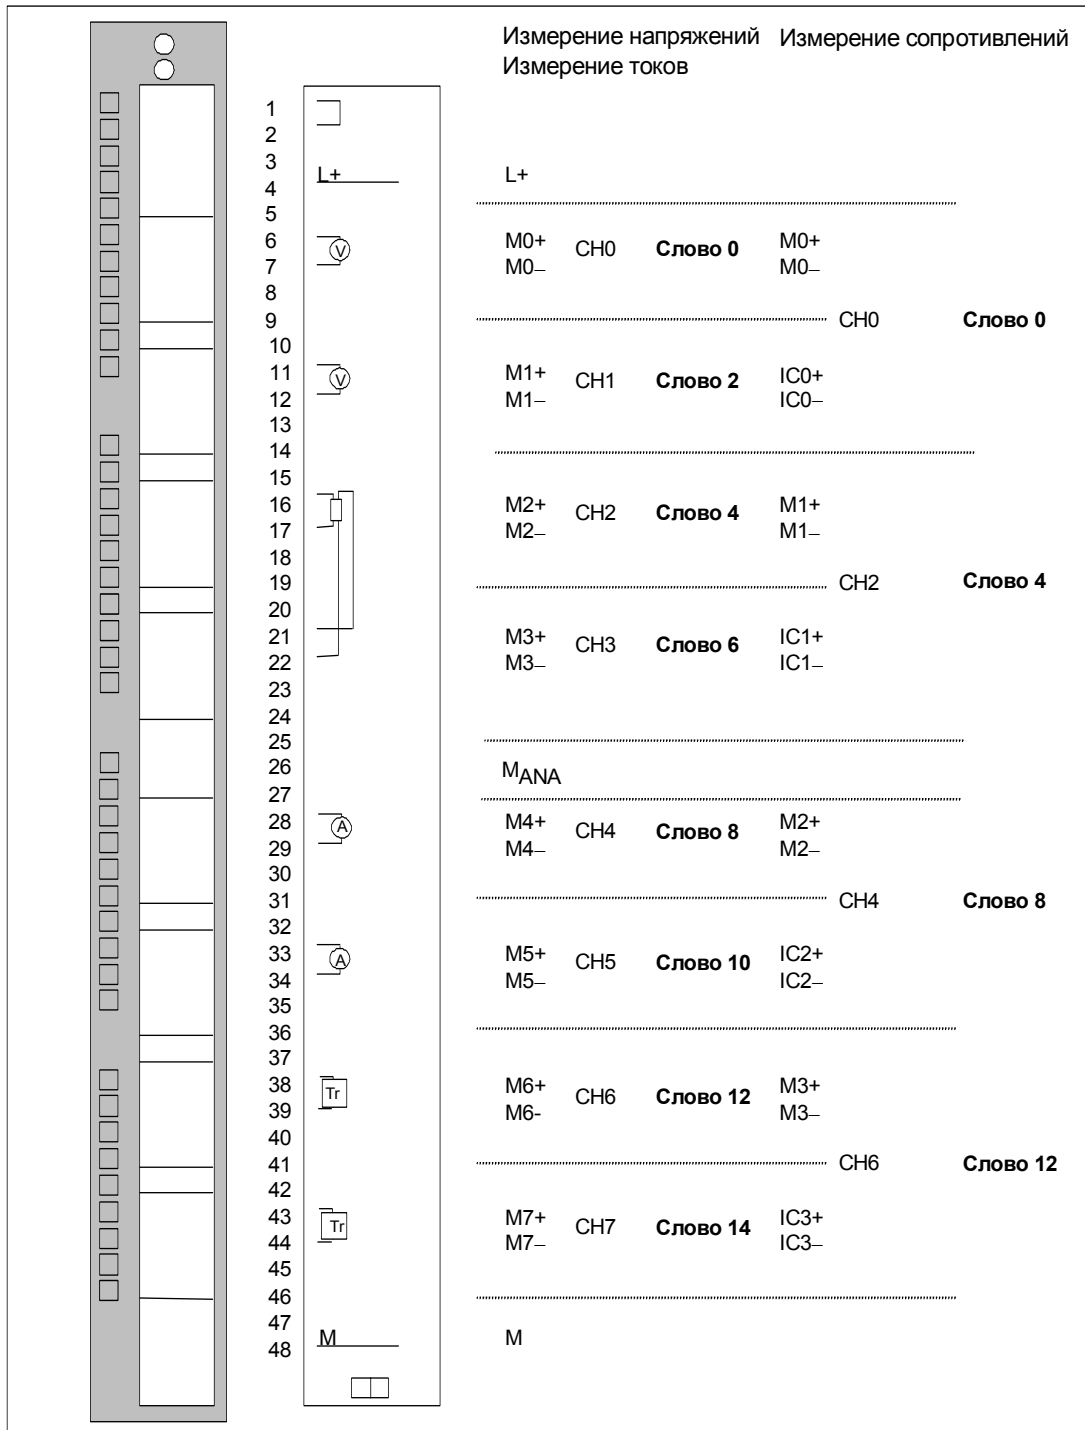 Измерение напряжений Измерение сопротивлений
Измерение токов
1
2
3
L+ L+
4
5
6 M0+ M0+
V CH0 Слово 0
7 M0– M0–
8
9 CH0 Слово 0
10
11 M1+ IC0+
V CH1 Слово 2
12 M1– IC0–
13
14
15
16 M2+ M1+
CH2 Слово 4
17 M2– M1–
18
19 CH2 Слово 4
20
21 M3+ IC1+
CH3 Слово 6
22 M3– IC1–
23
24
25
26 MANA
27
28 M4+ M2+
A CH4 Слово 8
29 M4– M2–
30
31 CH4 Слово 8
32
33 M5+ IC2+
A CH5 Слово 10
34 M5– IC2–
35
36
37
38 M6+ M3+
Tr CH6 Слово 12
39 M6- M3–
40
41 CH6 Слово 12
42
43 M7+ IC3+
Tr CH7 Слово 14
44 M7– IC3–
45
46
47
M M
48